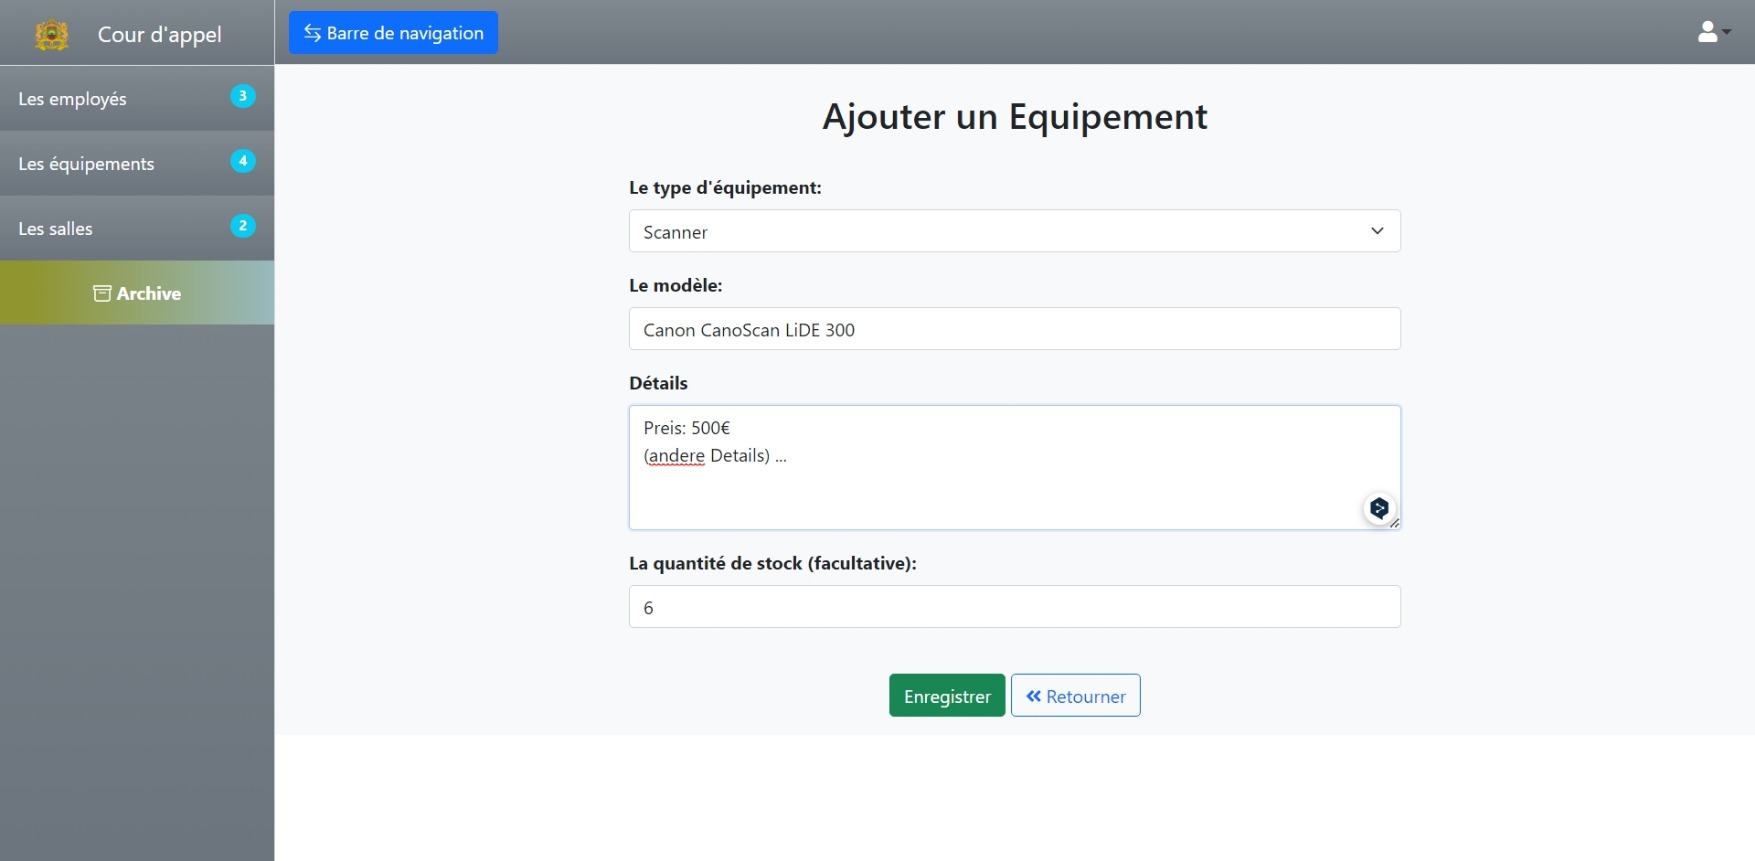 Cour d'appel
Barre de navigation
Les employés 3
Les équipements 4
Les salles 2
Archive
Ajouter un Equipement
Le type d'équipement:
Scanner
Le modèle:
Canon CanoScan LiDE 300
Détails
Preis: 500€
(andere Details) ...
La quantité de stock (facultative):
6
Enregistrer
Retourner